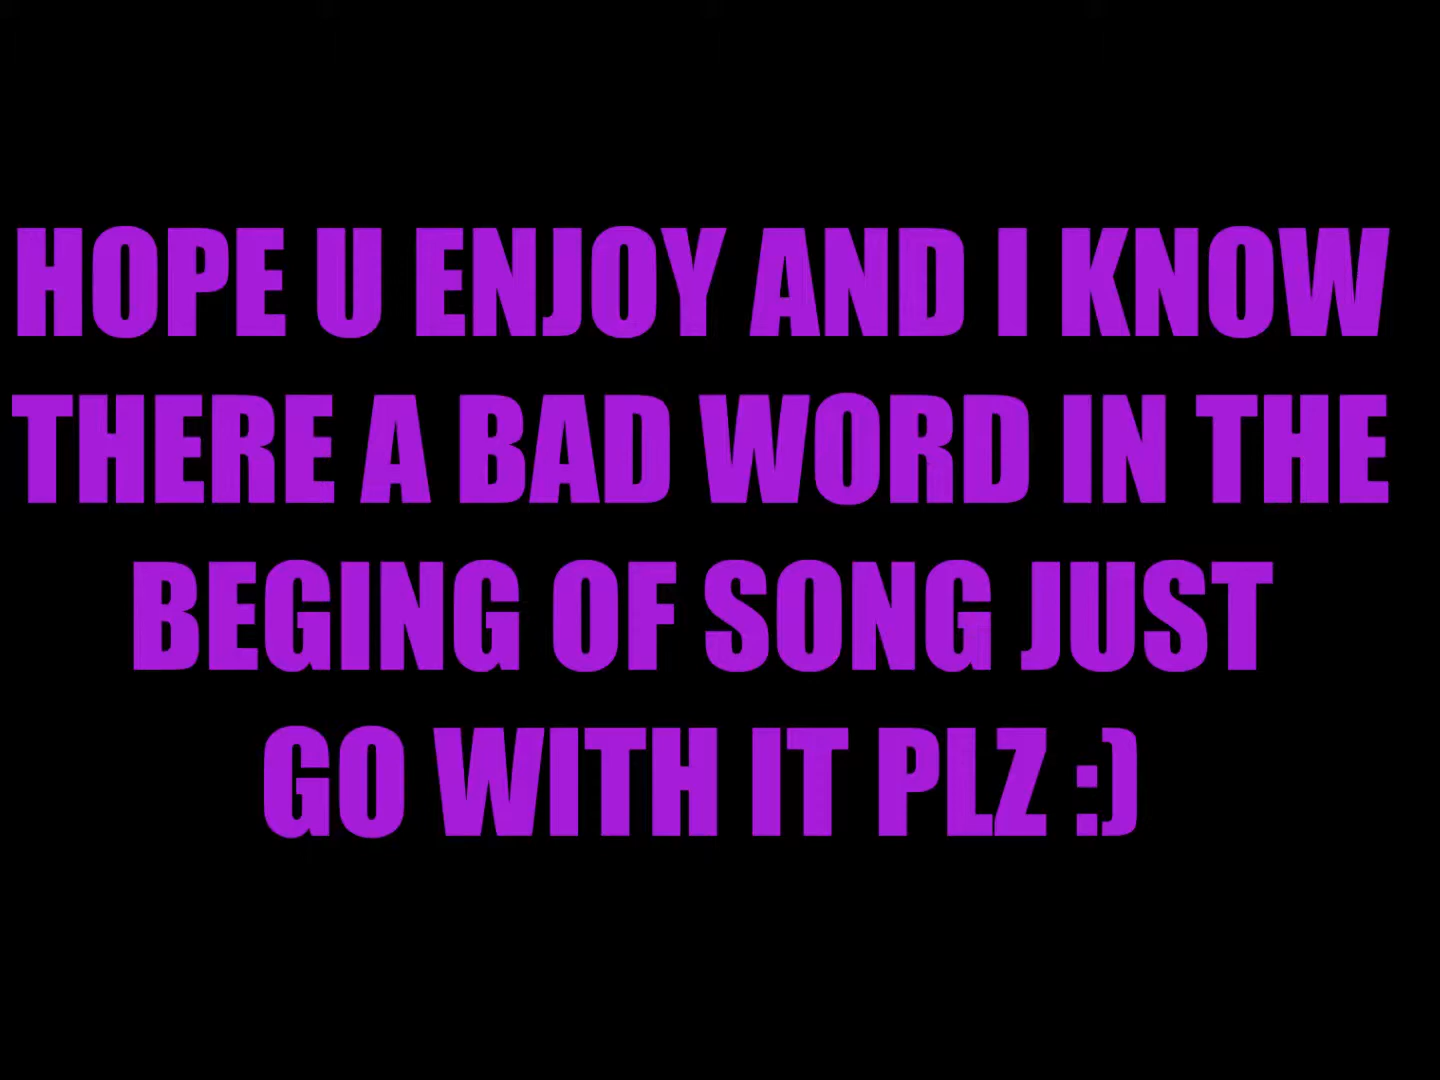 HOPE U ENJOY AND I KNOW
THERE A BAD WORD IN THE
BEGING OF SONG JUST
GO WITH IT PLZ :)